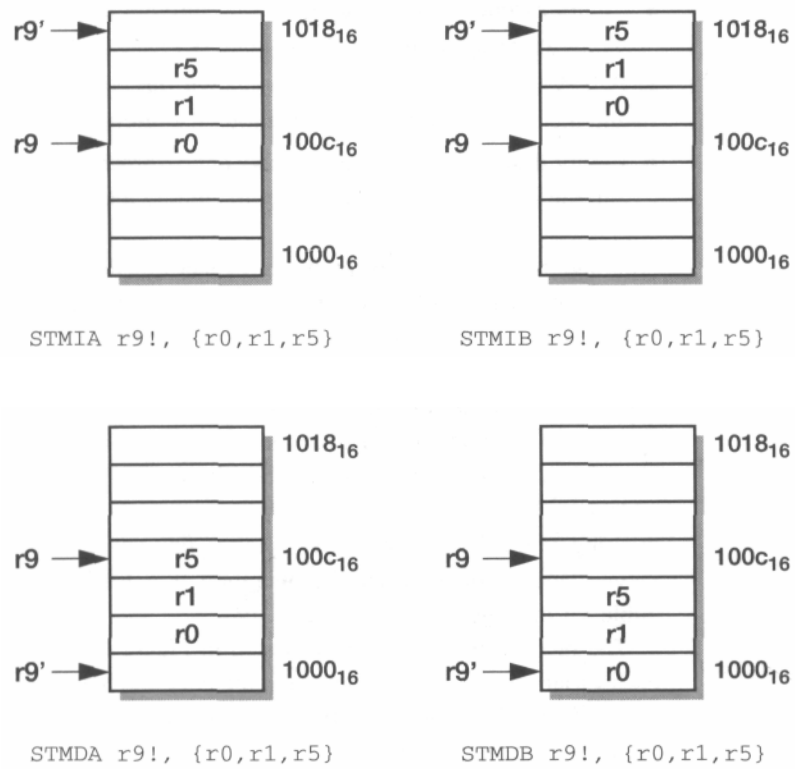 r9’ 1018₁₆
r5
r1
r9 r0 100c₁₆
1000₁₆
STMIA r9!, {r0,r1,r5}
r9’ r5 1018₁₆
r1
r0
r9 100c₁₆
1000₁₆
STMIB r9!, {r0,r1,r5}
1018₁₆
r9 r5 100c₁₆
r1
r0
r9’ 1000₁₆
STMDA r9!, {r0,r1,r5}
1018₁₆
r9 100c₁₆
r5
r1
r9’ r0 1000₁₆
STMDB r9!, {r0,r1,r5}